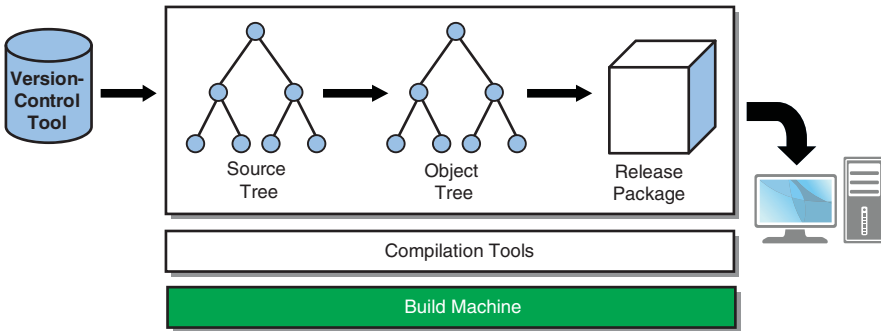 Version-
Control
Tool
Source
Tree
Object
Tree
Release
Package
Compilation Tools
Build Machine